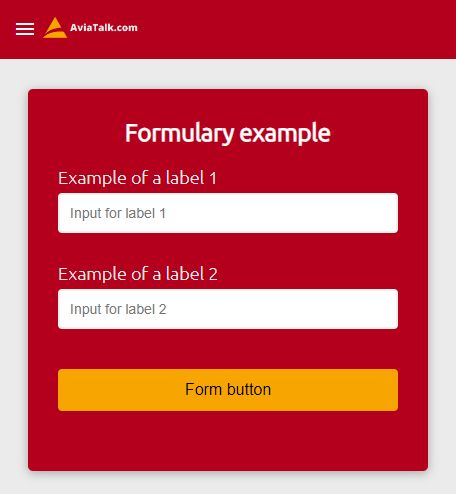 AviaTalk.com
Formulary example
Example of a label 1
Input for label 1
Example of a label 2
Input for label 2
Form button